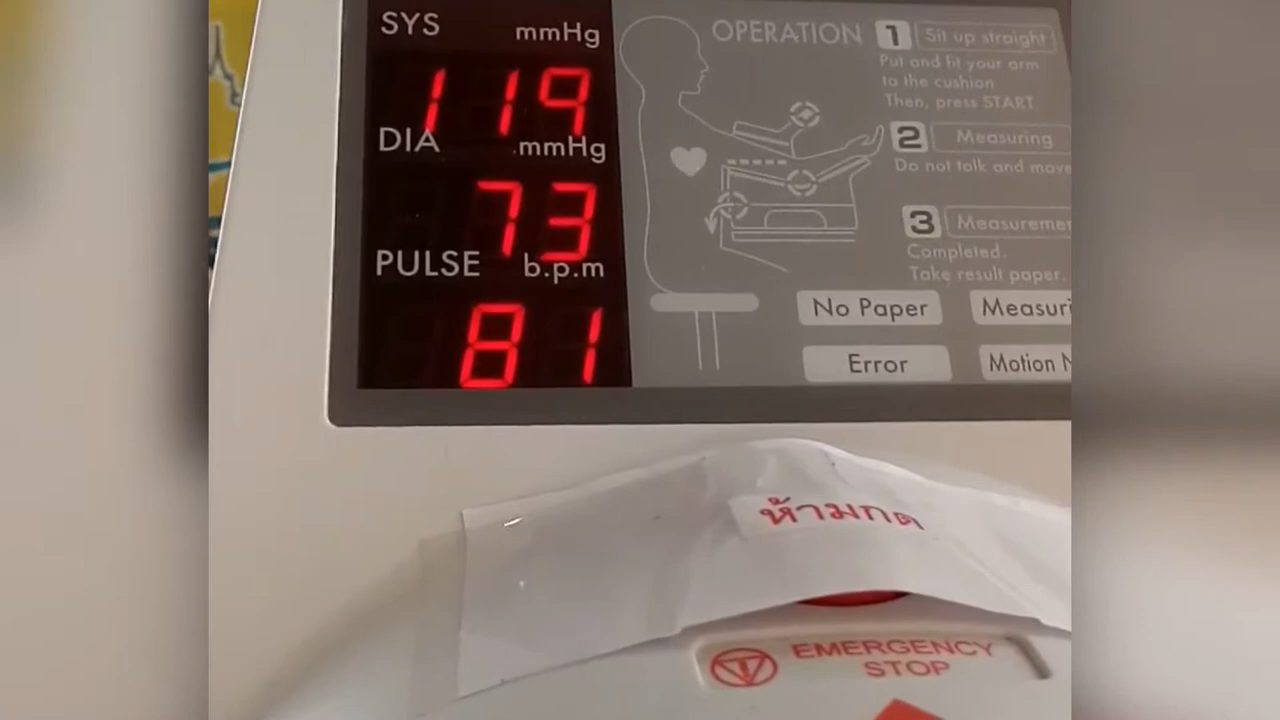 SYS mmHg
119
DIA mmHg
73
PULSE b.p.m
81
OPERATION
1 Sit up straight
Put and fit your arm
to the cushion
Then, press START
2 Measuring
Do not talk and move
3
Completed.
Take result paper.
No Paper
Error
Motion
ห้ามกด
EMERGENCY
STOP